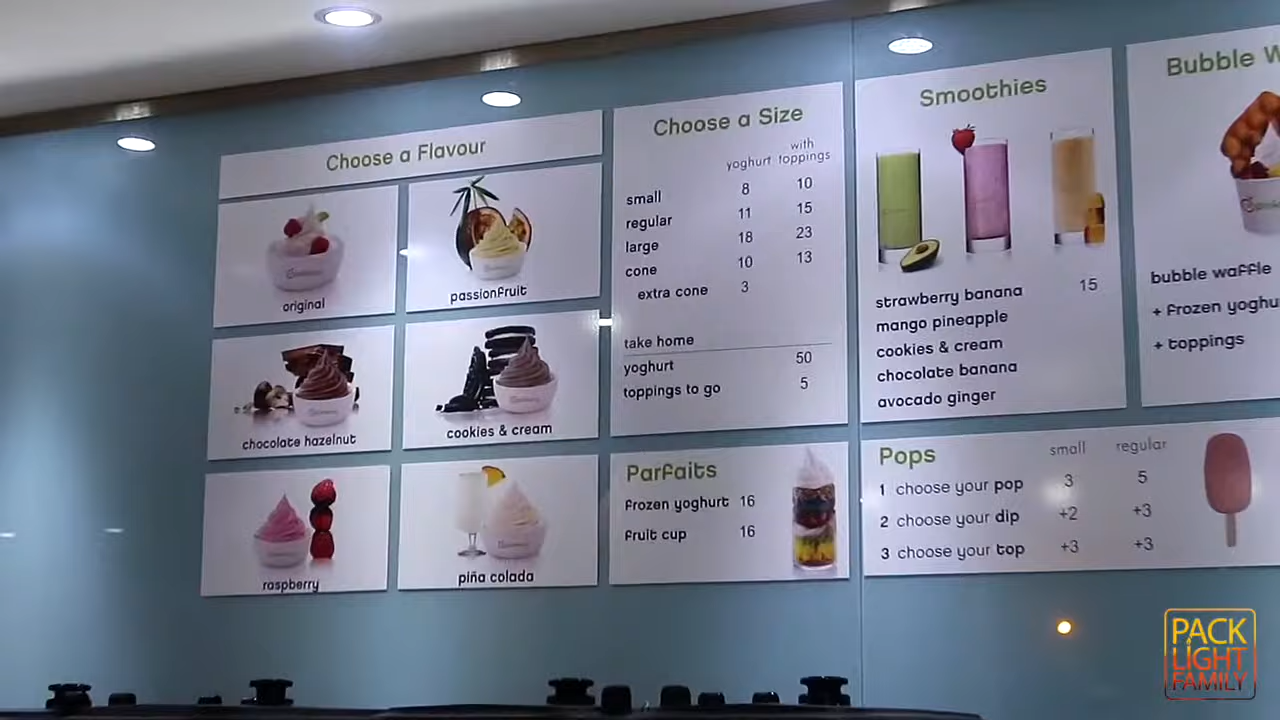 Choose a Flavour
original
passionfruit
chocolate hazelnut
cookies & cream
raspberry
piña colada
Choose a Size
yoghurt with toppings
small 8 10
regular 11 15
large 18 23
cone 10 13
extra cone 3
take home
yoghurt 50
toppings to go 5
Parfaits
frozen yoghurt 16
fruit cup 16
Smoothies
strawberry banana 15
mango pineapple
cookies & cream
chocolate banana
avocado ginger
Bubble
bubble waffle
+ frozen
+ toppings
Pops small regular
1 choose your pop 3 5
2 choose your dip +2 +3
3 choose your top +3 +3
PACK
LIGHT
FAMILY